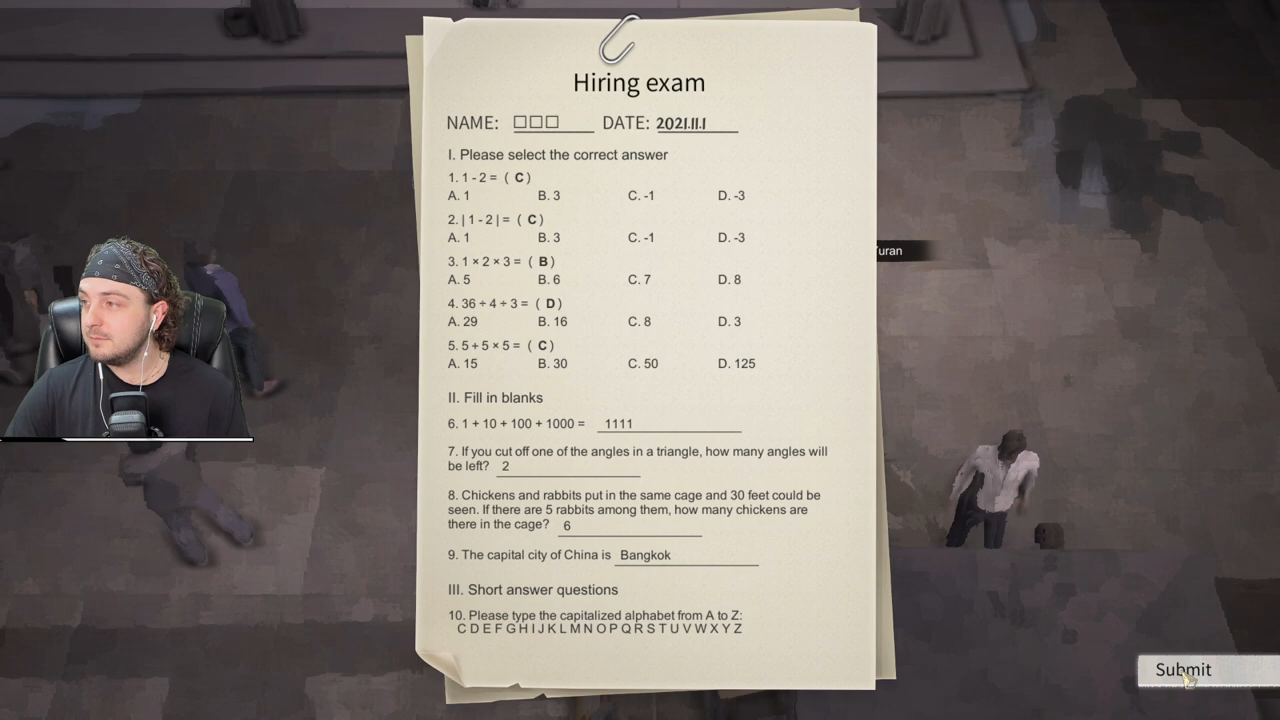 Hiring exam
NAME: □□□ DATE: 2021.11.1
I. Please select the correct answer
1. 1 - 2 = ( C )
A. 1 B. 3 C. -1 D. -3
2. | 1 - 2 | = ( C )
A. 1 B. 3 C. -1 D. -3
3. 1 × 2 × 3 = ( B )
A. 5 B. 6 C. 7 D. 8
4. 36 ÷ 4 ÷ 3 = ( D )
A. 29 B. 16 C. 8 D. 3
5. 5 + 5 × 5 = ( C )
A. 15 B. 30 C. 50 D. 125
II. Fill in blanks
6. 1 + 10 + 100 + 1000 = 1111
7. If you cut off one of the angles in a triangle, how many angles will
be left? 2
8. Chickens and rabbits put in the same cage and 30 feet could be
seen. If there are 5 rabbits among them, how many chickens are
there in the cage? 6
9. The capital city of China is Bangkok
III. Short answer questions
10. Please type the capitalized alphabet from A to Z:
C D E F G H I J K L M N O P Q R S T U V W X Y Z
Submit